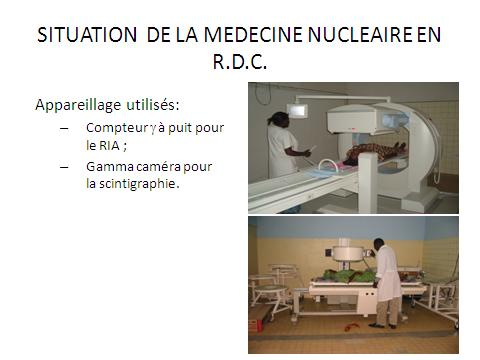 SITUATION DE LA MEDECINE NUCLEAIRE EN
R.D.C.
Appareillage utilisés:
– Compteur γ à puit pour
le RIA ;
– Gamma caméra pour
la scintigraphie.